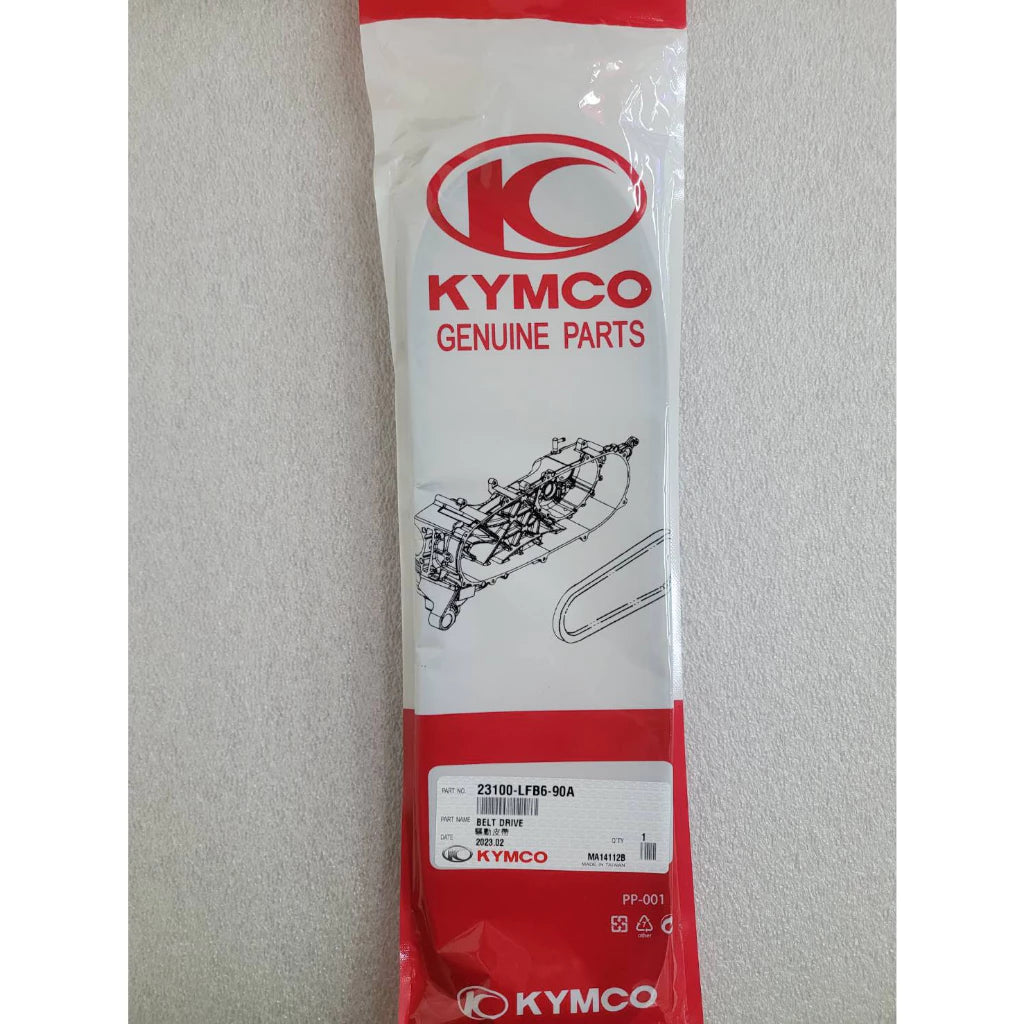 KYMCO
GENUINE PARTS
PART NO. 23100-LFB6-90A
PART NAME BELT DRIVE
驅動皮帶
DATE 2023.02
Q'TY 1
KYMCO
MA14112B
MADE IN TAIWAN
PP-001
other
KYMCO